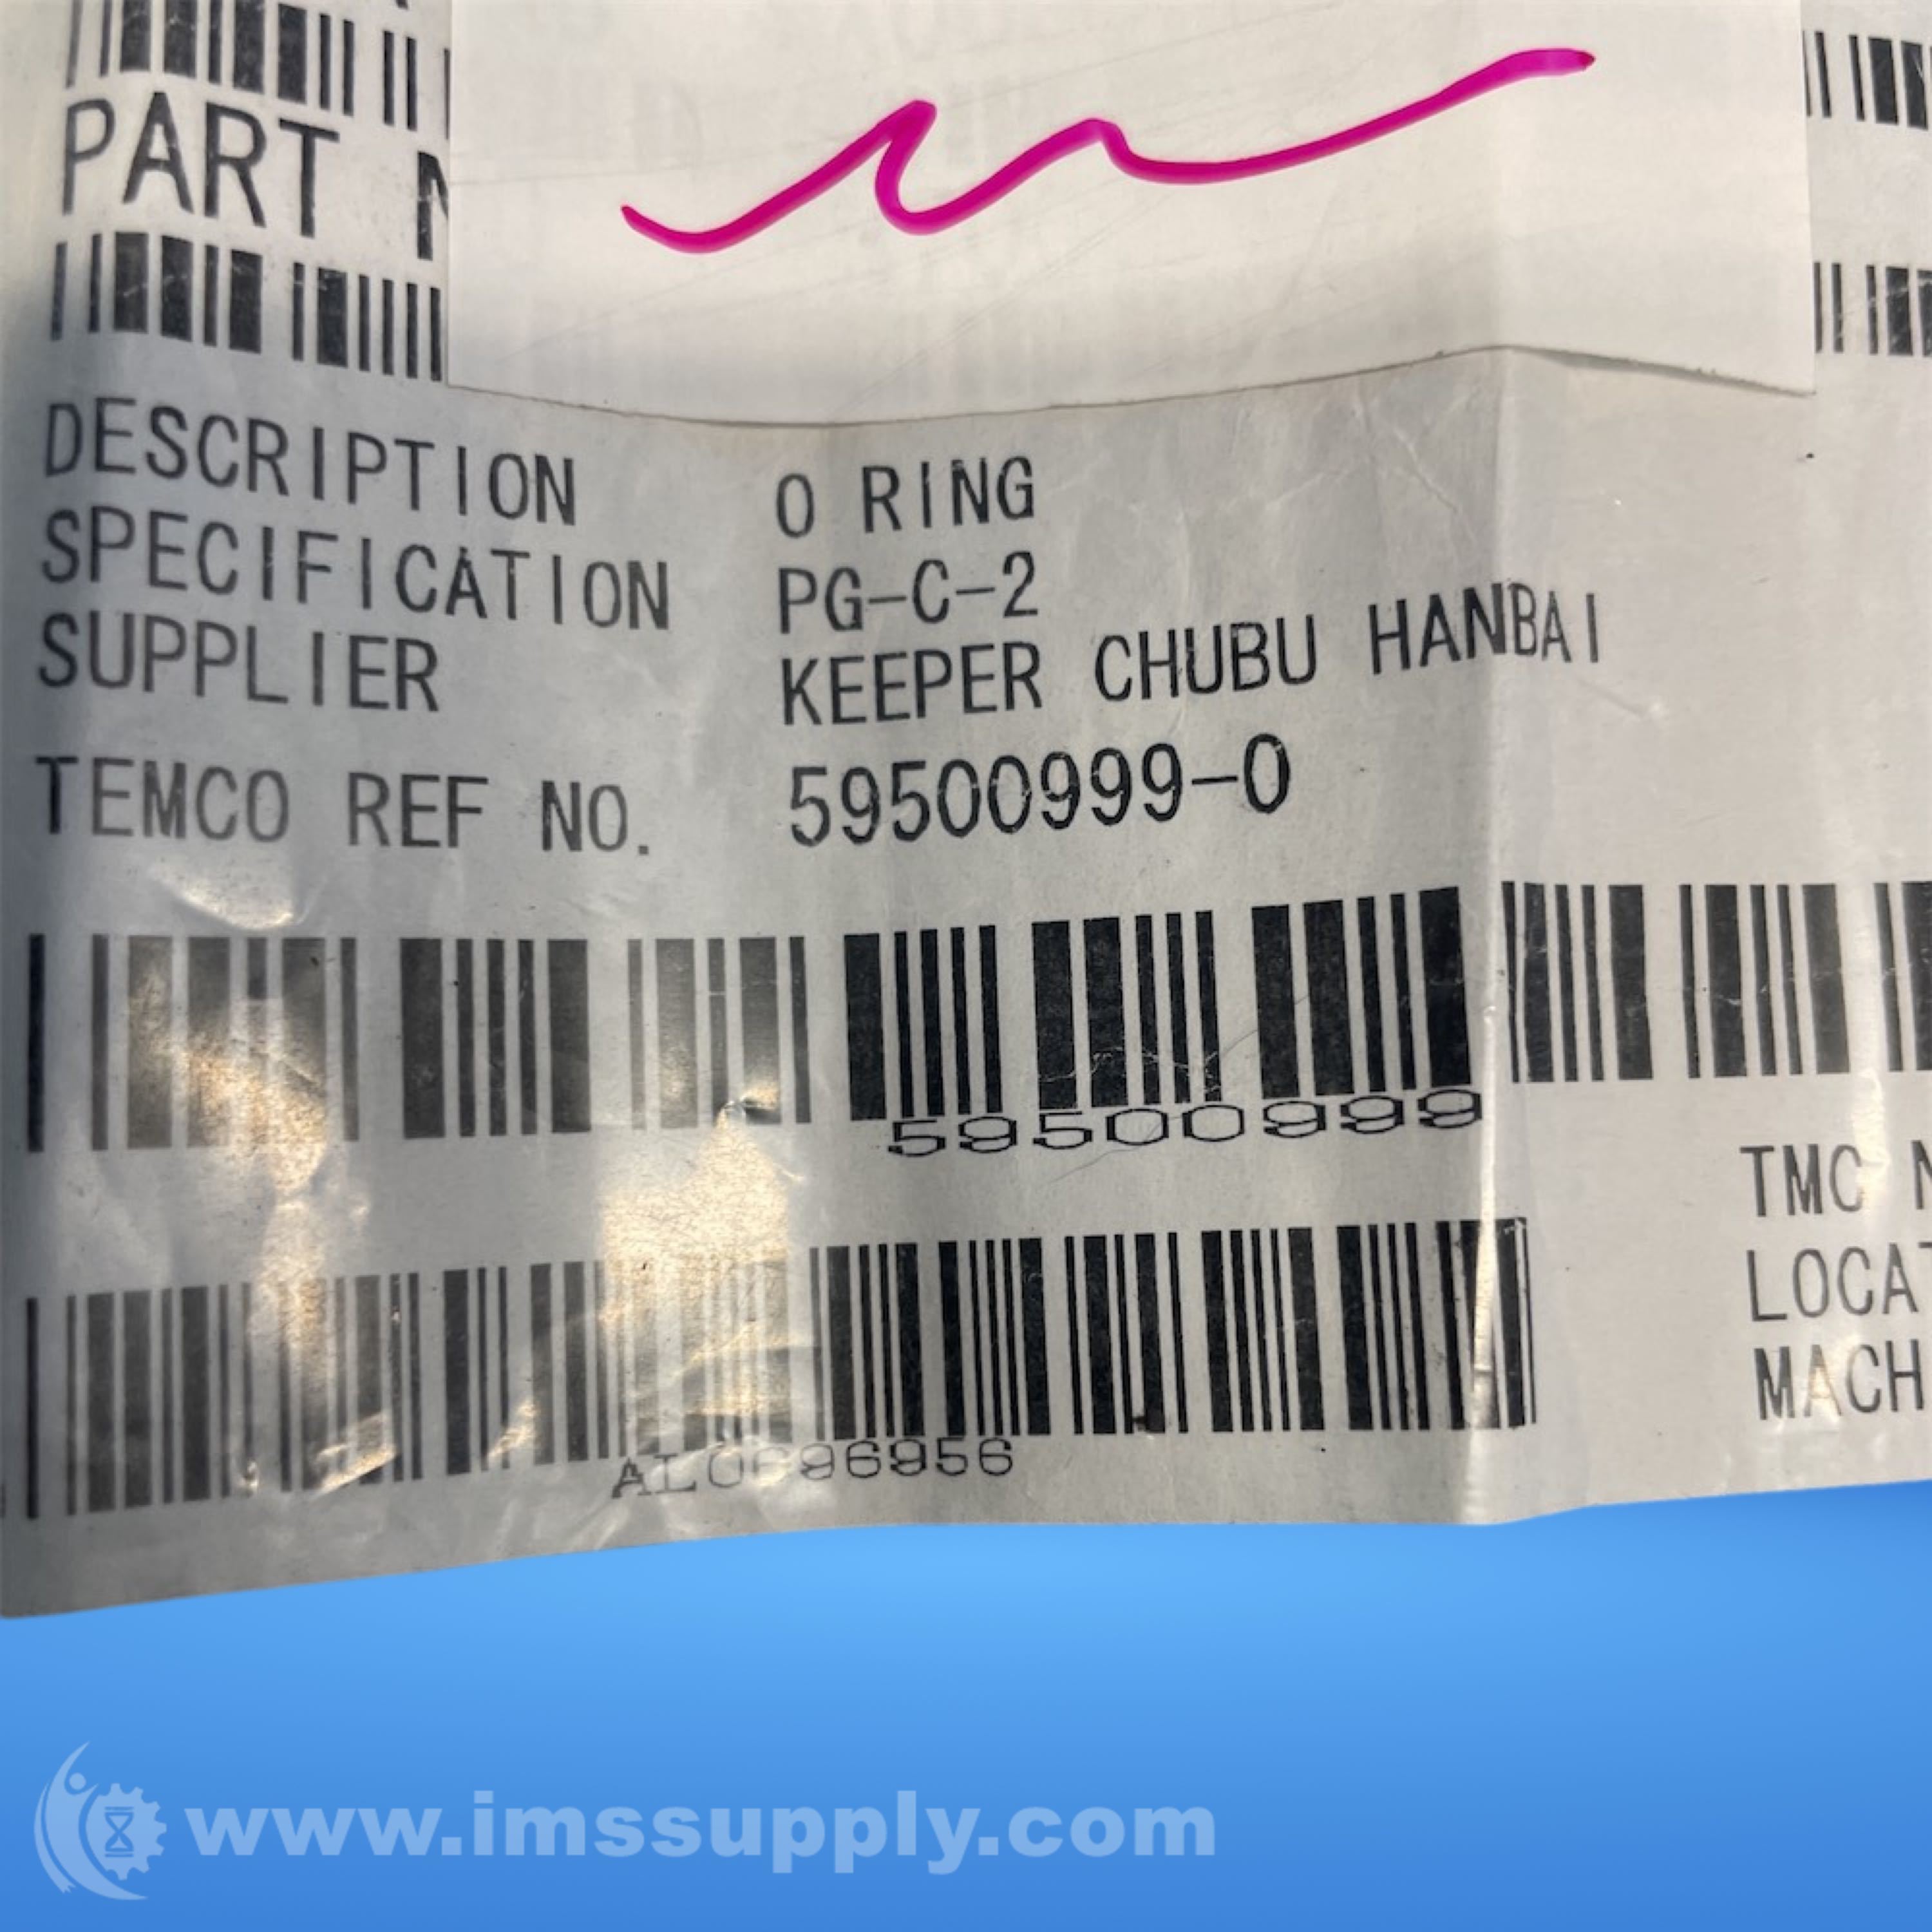 PART
DESCRIPTION O RING
SPECIFICATION PG-C-2
SUPPLIER KEEPER CHUBU HANBAI
TEMCO REF NO. 59500999-0
59500999
TMC N
LOCAT
MACH
www.imssupply.com